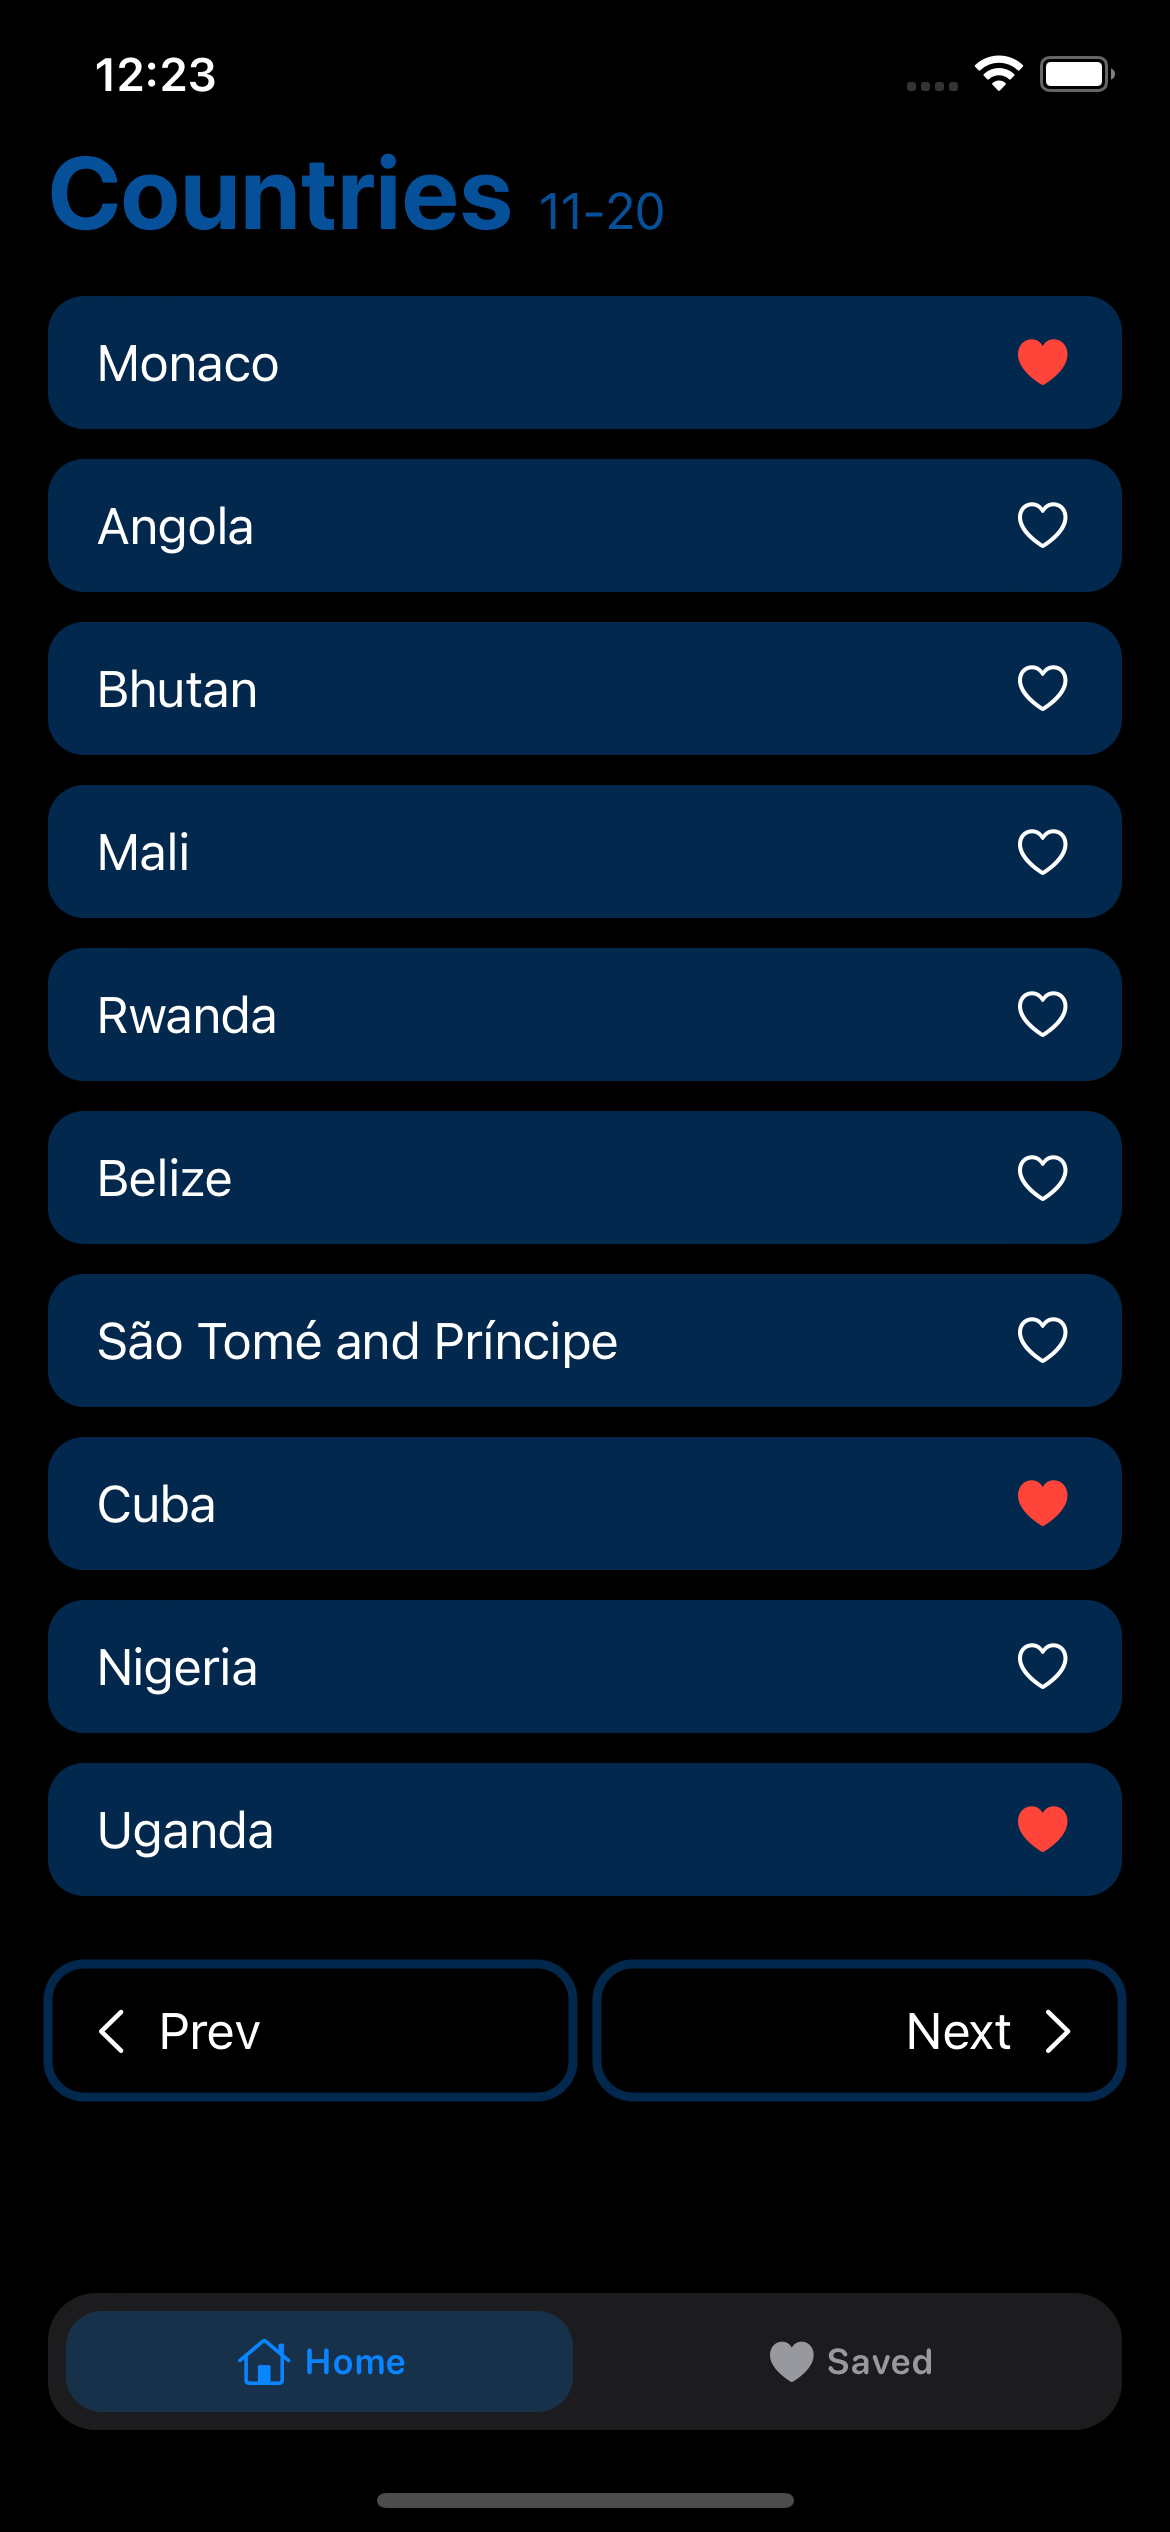 12:23
Countries 11-20
Monaco
Angola
Bhutan
Mali
Rwanda
Belize
São Tomé and Príncipe
Cuba
Nigeria
Uganda
Prev Next
Home Saved